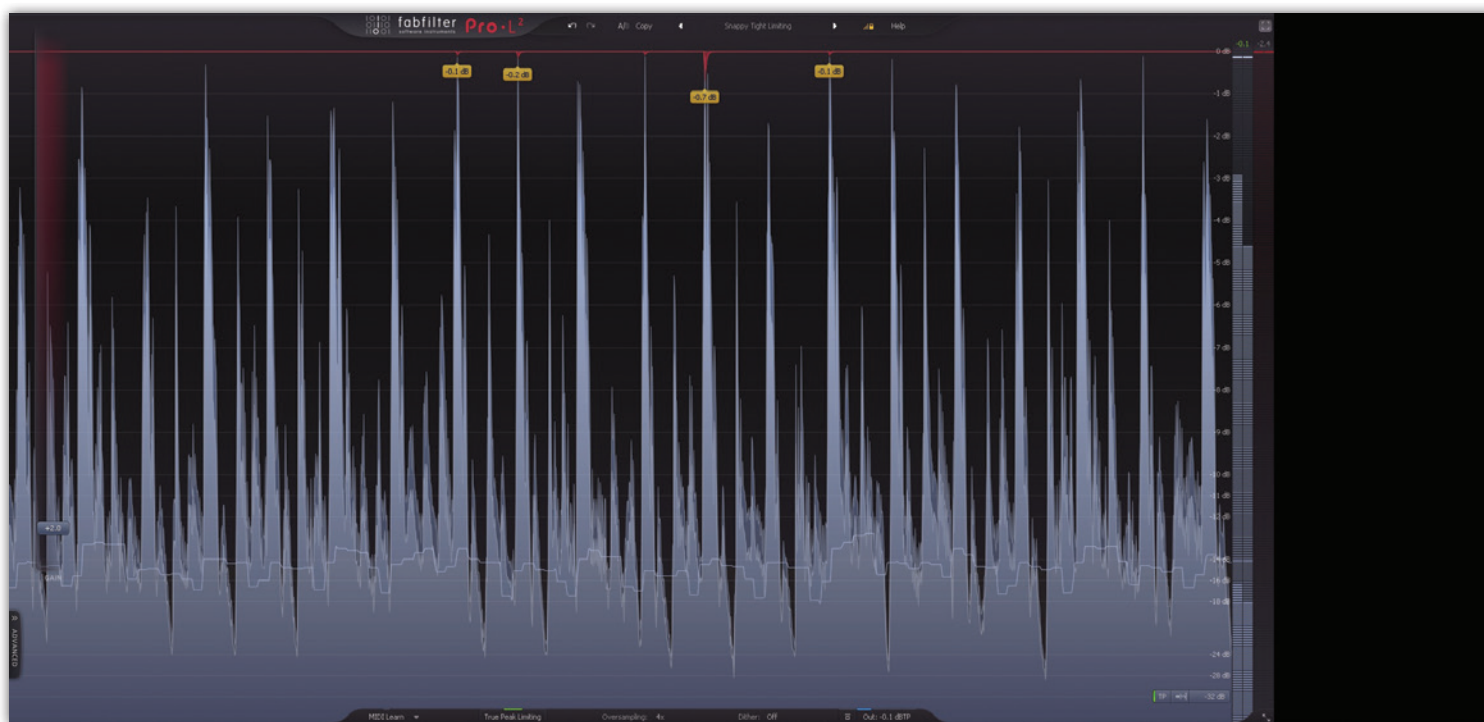 fabfilter Pro·L²
software instruments
A/B Copy
Snappy Tight Limiting
Help
-0.1 -2.4
0 dB
-0.1 dB -0.2 dB -0.7 dB -0.1 dB
-1 dB
-2 dB
-3 dB
-4 dB
-5 dB
-6 dB
-7 dB
-8 dB
-9 dB
-10 dB
-11 dB
-12 dB
+2.0
GAIN
-16 dB
-24 dB
-28 dB
ADVANCED
TP -32 dB
MIDI Learn True Peak Limiting Oversampling: 4x Dither: Off Out: -0.1 dBTP